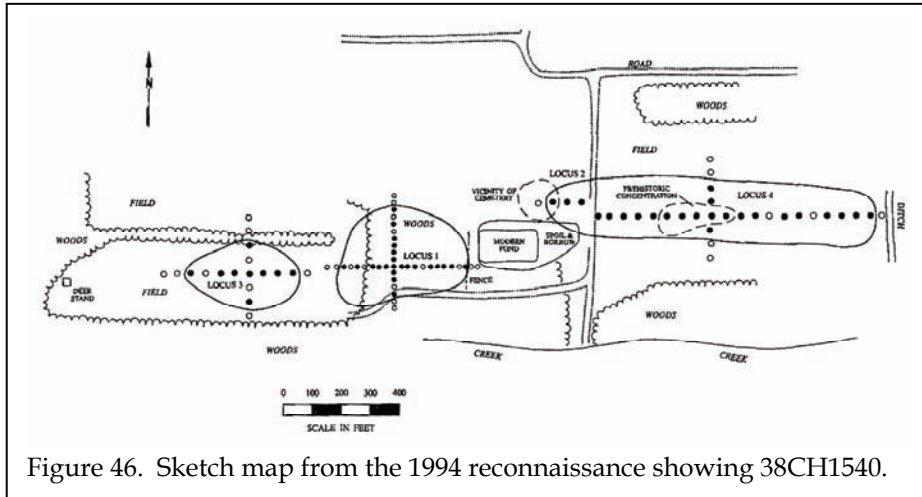 N
ROAD
WOODS
FIELD
LOCUS 2
VICINITY OF
CEMETERY
PREHISTORIC
CONCENTRATION
LOCUS 4
DITCH
FIELD
WOODS
WOODS
LOCUS 1
MODERN
POND
SPOIL &
BORROW
FENCE
DEER
STAND
FIELD
LOCUS 3
WOODS
WOODS
CREEK
CREEK
0 100 200 300 400
SCALE IN FEET
Figure 46. Sketch map from the 1994 reconnaissance showing 38CH1540.